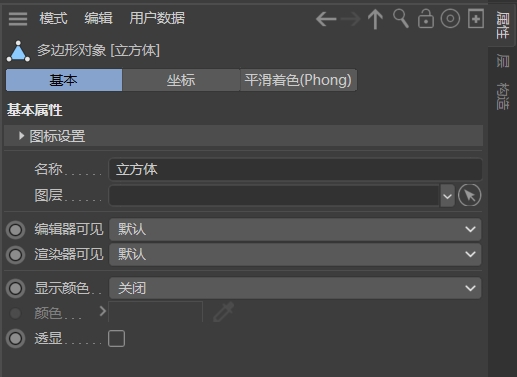 模式 编辑 用户数据
多边形对象 [立方体]
基本 坐标 平滑着色(Phong)
基本属性
图标设置
名称 立方体
图层
编辑器可见 默认
渲染器可见 默认
显示颜色 关闭
颜色
透显
属性
层
构造